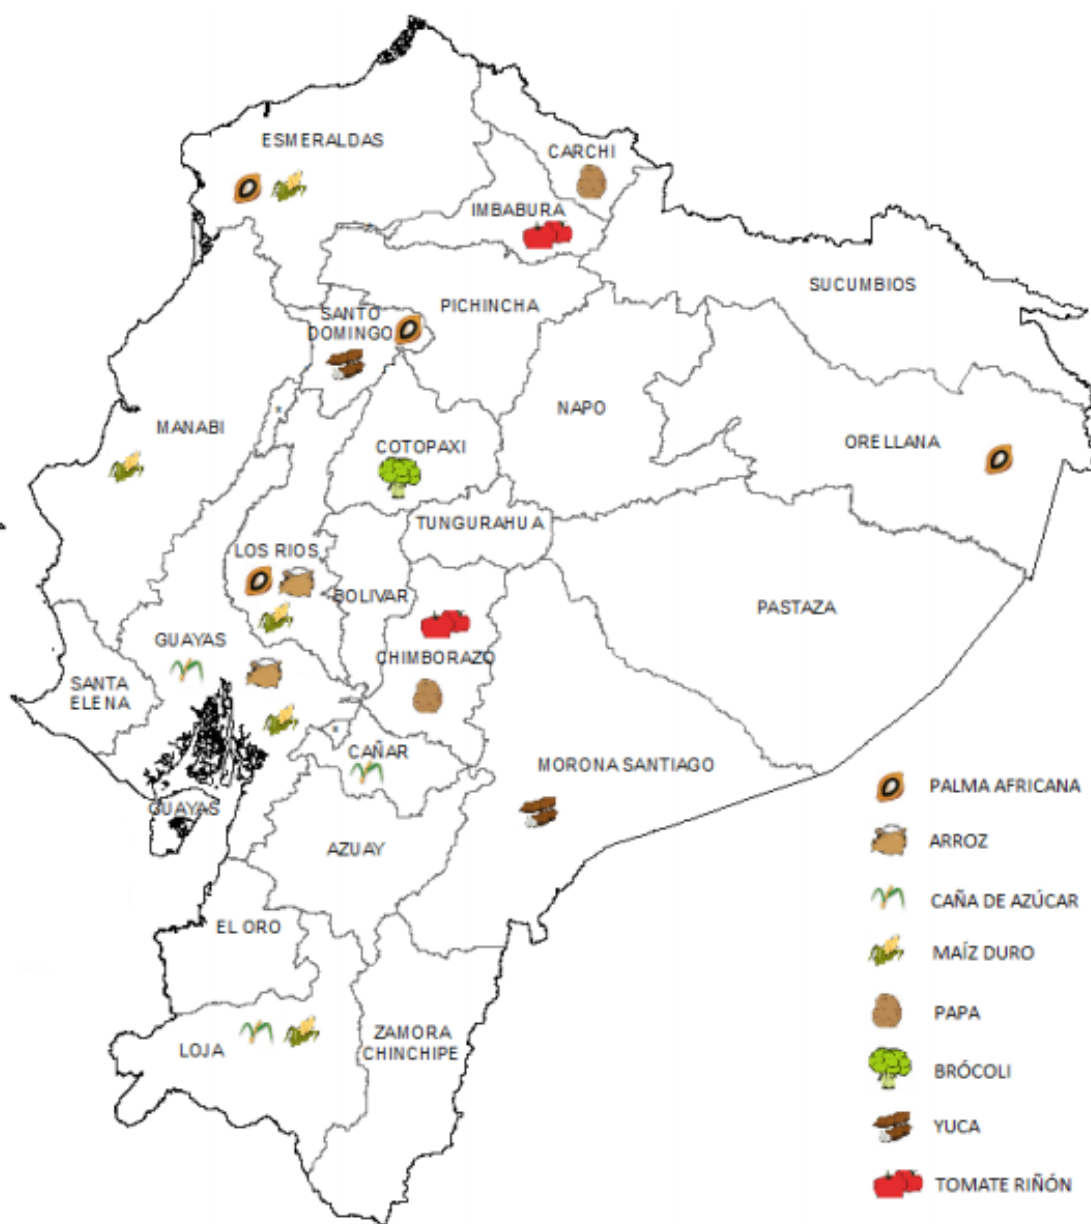 ESMERALDAS
CARCHI
IMBABURA
SUCUMBIOS
PICHINCHA
SANTO
DOMINGO
NAPO
MANABI
ORELLANA
COTOPAXI
TUNGURAHUA
LOS RIOS
BOLIVAR
PASTAZA
GUAYAS
CHIMBORAZO
SANTA
ELENA
*
*
CAÑAR
MORONA SANTIAGO
GUAYAS
AZUAY
EL ORO
LOJA
ZAMORA
CHINCHIPE
PALMA AFRICANA
ARROZ
CAÑA DE AZÚCAR
MAÍZ DURO
PAPA
BRÓCOLI
YUCA
TOMATE RIÑÓN